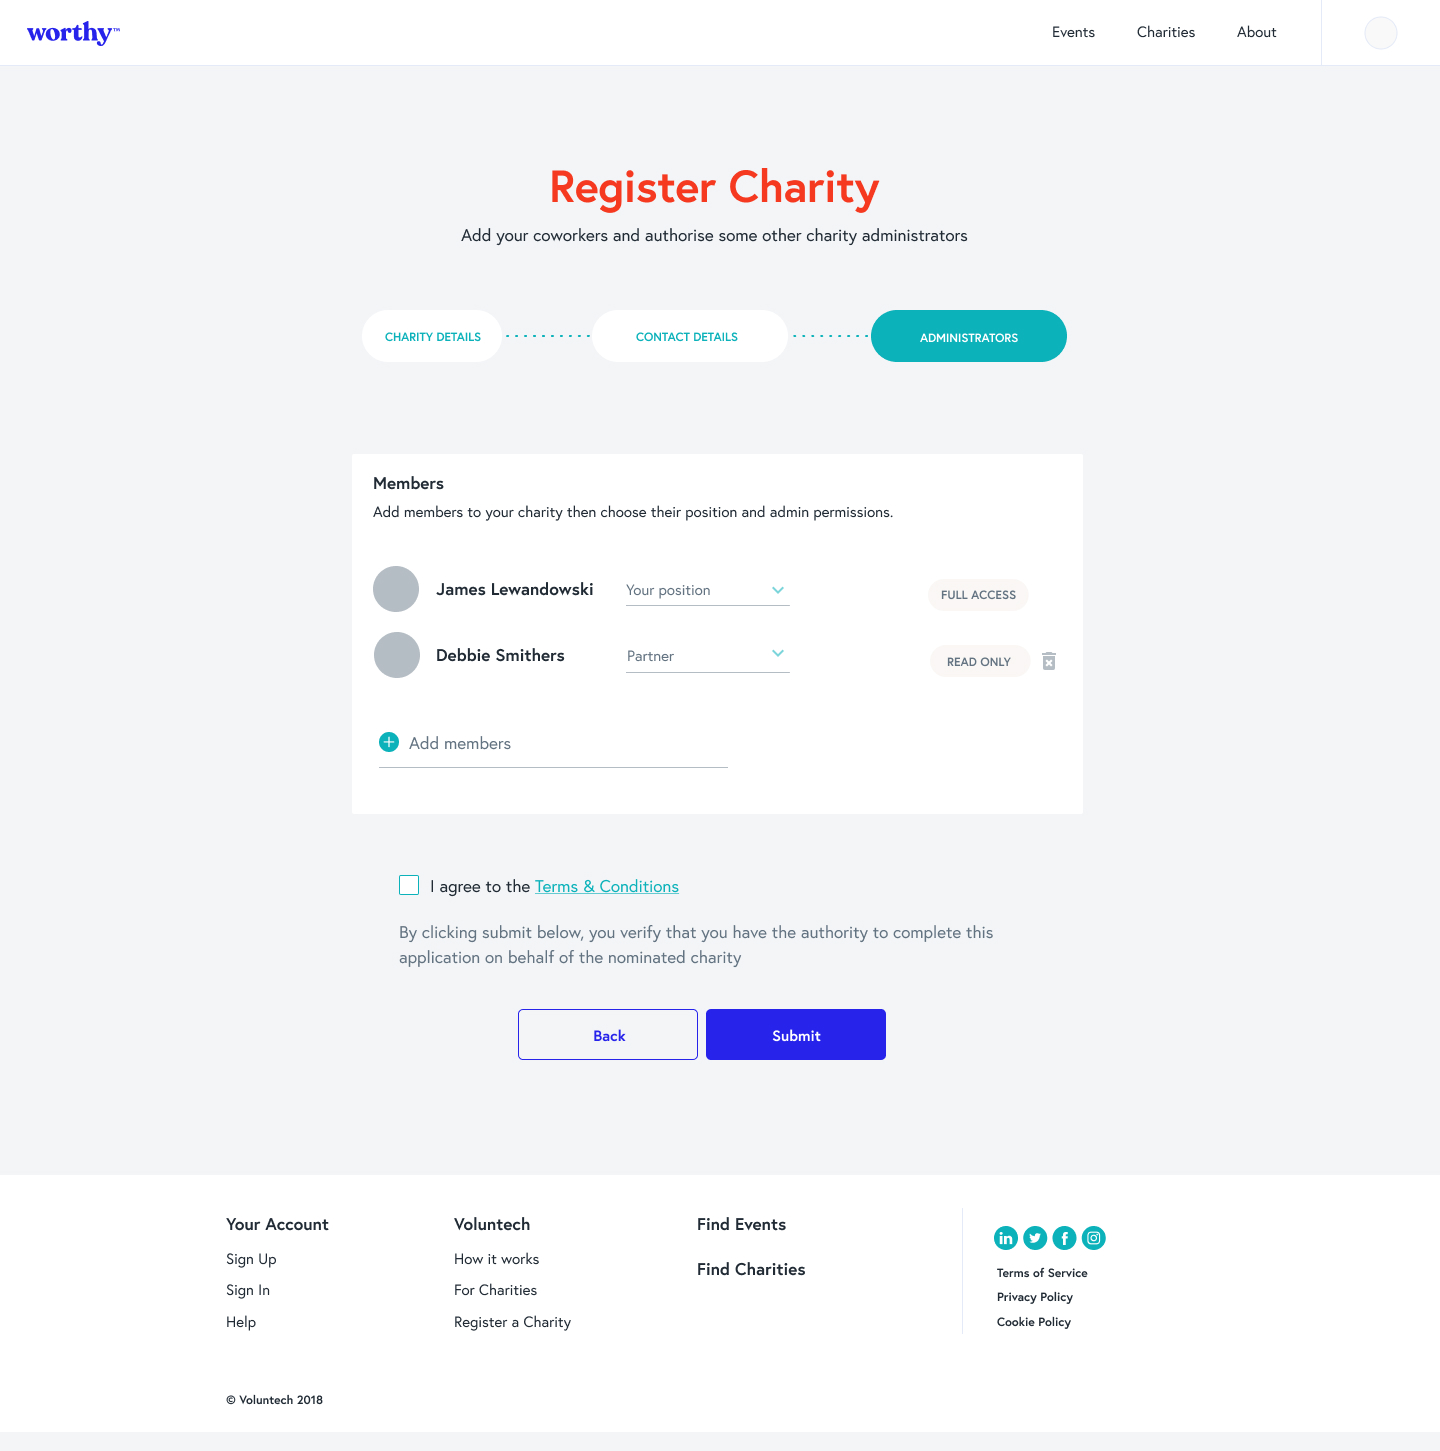 worthy™
Events
Charities
About
Register Charity
Add your coworkers and authorise some other charity administrators
CHARITY DETAILS
CONTACT DETAILS
ADMINISTRATORS
Members
Add members to your charity then choose their position and admin permissions.
James Lewandowski
Your position
FULL ACCESS
Debbie Smithers
Partner
READ ONLY
Add members
I agree to the Terms & Conditions
By clicking submit below, you verify that you have the authority to complete this
application on behalf of the nominated charity
Back
Submit
Your Account
Sign Up
Sign In
Help
Voluntech
How it works
For Charities
Register a Charity
Find Events
Find Charities
Terms of Service
Privacy Policy
Cookie Policy
© Voluntech 2018